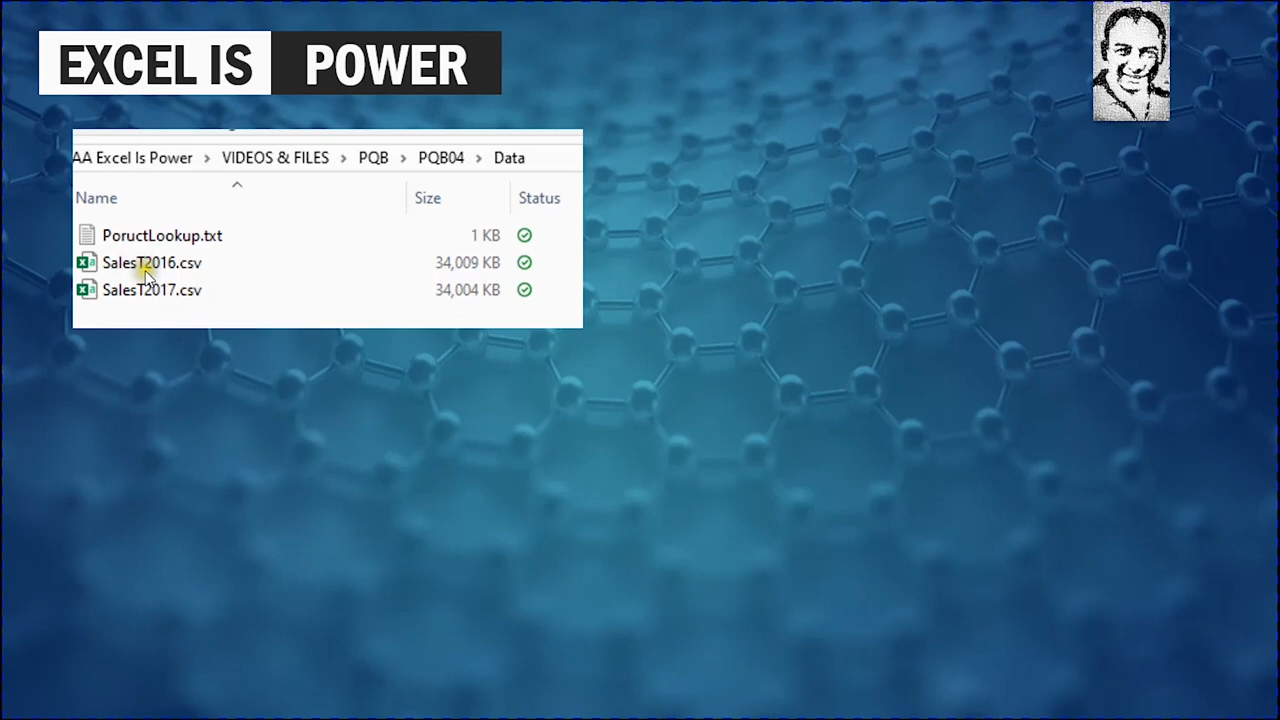 EXCEL IS POWER
AA Excel Is Power > VIDEOS & FILES > PQB > PQB04 > Data
Name Size Status
PoructLookup.txt 1 KB
SalesT2016.csv 34,009 KB
SalesT2017.csv 34,004 KB